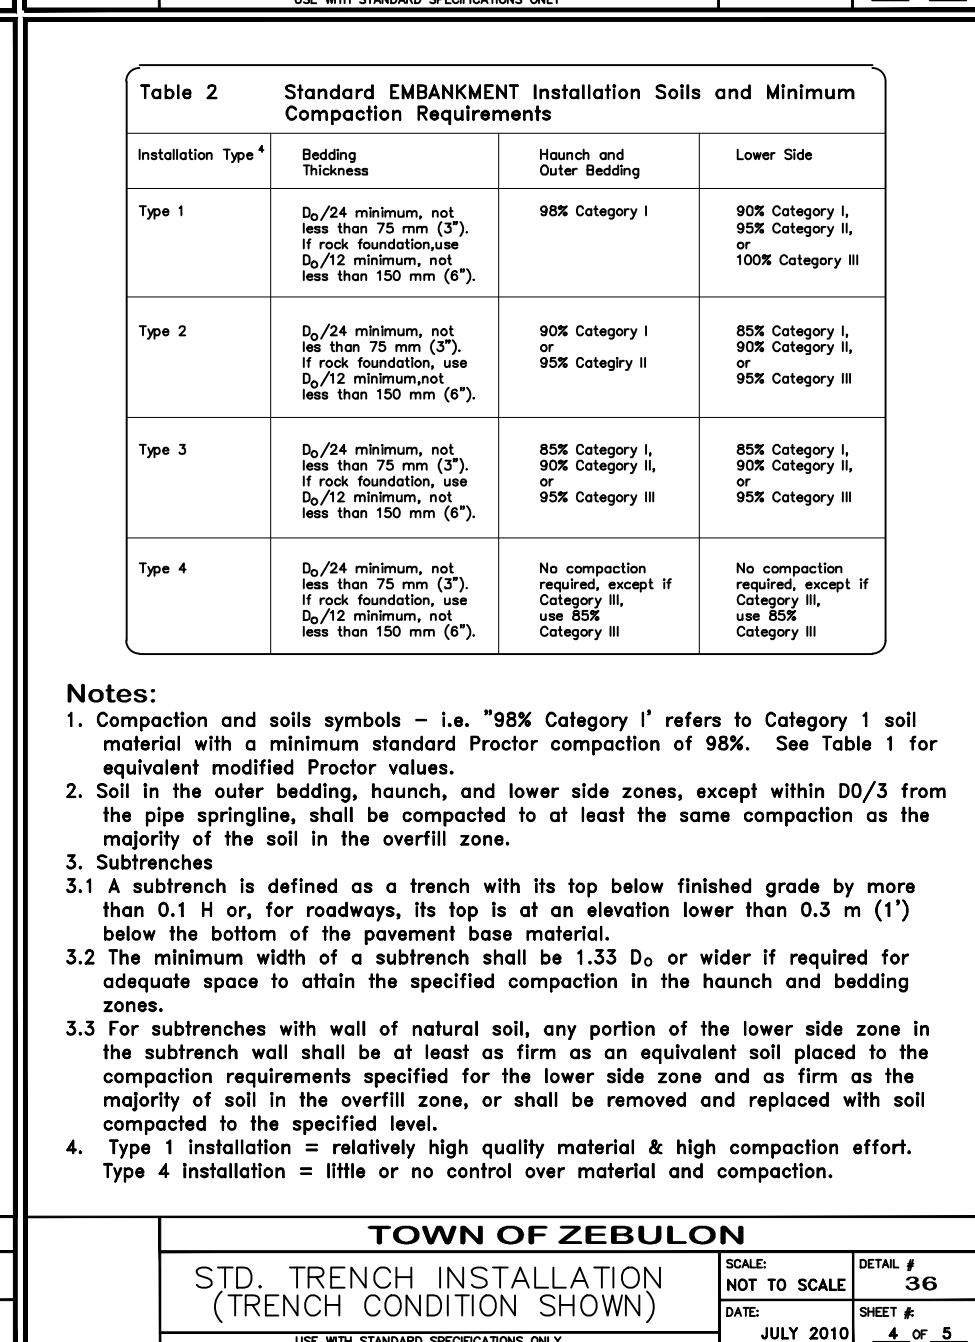 USE WITH STANDARD SPECIFICATIONS ONLY
Table 2 Standard EMBANKMENT Installation Soils and Minimum
Compaction Requirements
Installation Type 4
Bedding
Thickness
Haunch and
Outer Bedding
Lower Side
Type 1
Do/24 minimum, not
less than 75 mm (3").
If rock foundation,use
Do/12 minimum, not
less than 150 mm (6").
98% Category I
90% Category I,
95% Category II,
or
100% Category III
Type 2
Do/24 minimum, not
les than 75 mm (3").
If rock foundation, use
Do/12 minimum,not
less than 150 mm (6").
90% Category I
or
95% Categiry II
85% Category I,
90% Category II,
or
95% Category III
Type 3
Do/24 minimum, not
less than 75 mm (3").
If rock foundation, use
Do/12 minimum, not
less than 150 mm (6").
85% Category I,
90% Category II,
or
95% Category III
85% Category I,
90% Category II,
or
95% Category III
Type 4
Do/24 minimum, not
less than 75 mm (3").
If rock foundation, use
Do/12 minimum, not
less than 150 mm (6").
No compaction
required, except if
Category III,
use 85%
Category III
No compaction
required, except if
Category III,
use 85%
Category III
Notes:
1. Compaction and soils symbols – i.e. "98% Category I' refers to Category 1 soil
material with a minimum standard Proctor compaction of 98%. See Table 1 for
equivalent modified Proctor values.
2. Soil in the outer bedding, haunch, and lower side zones, except within DO/3 from
the pipe springline, shall be compacted to at least the same compaction as the
majority of the soil in the overfill zone.
3. Subtrenches
3.1 A subtrench is defined as a trench with its top below finished grade by more
than 0.1 H or, for roadways, its top is at an elevation lower than 0.3 m (1')
below the bottom of the pavement base material.
3.2 The minimum width of a subtrench shall be 1.33 Do or wider if required for
adequate space to attain the specified compaction in the haunch and bedding
zones.
3.3 For subtrenches with wall of natural soil, any portion of the lower side zone in
the subtrench wall shall be at least as firm as an equivalent soil placed to the
compaction requirements specified for the lower side zone and as firm as the
majority of soil in the overfill zone, or shall be removed and replaced with soil
compacted to the specified level.
4. Type 1 installation = relatively high quality material & high compaction effort.
Type 4 installation = little or no control over material and compaction.
TOWN OF ZEBULON
STD. TRENCH INSTALLATION
(TRENCH CONDITION SHOWN)
SCALE:
NOT TO SCALE
DETAIL #
36
DATE:
JULY 2010
SHEET #:
4 OF 5
USE WITH STANDARD SPECIFICATIONS ONLY